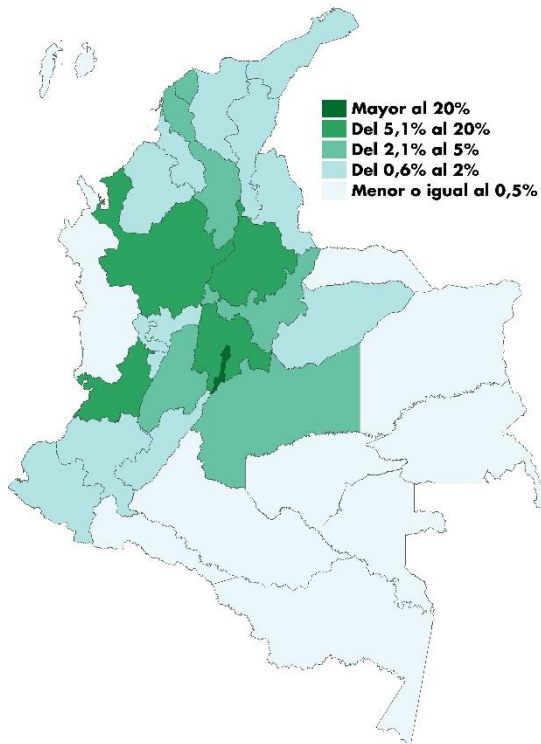 Mayor al 20%
Del 5,1% al 20%
Del 2,1% al 5%
Del 0,6% al 2%
Menor o igual al 0,5%